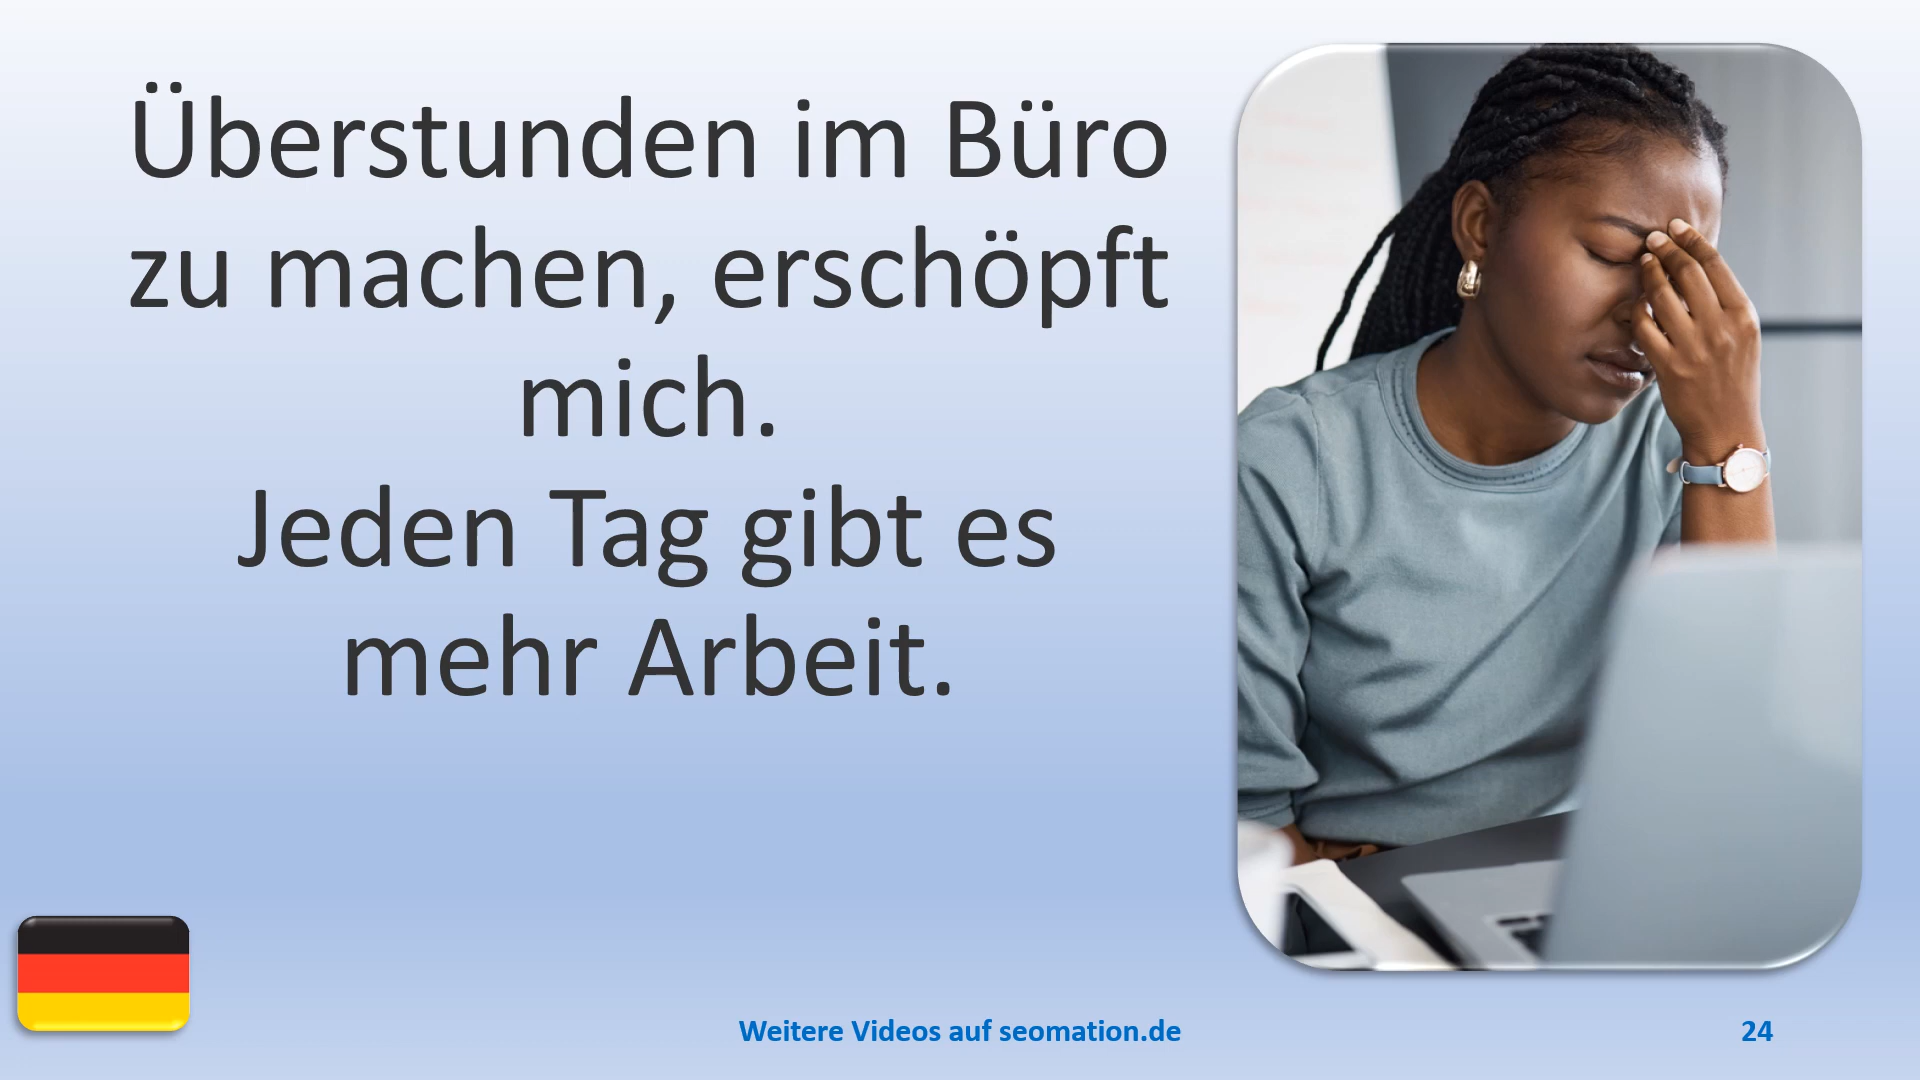 Überstunden im Büro
zu machen, erschöpft
mich.
Jeden Tag gibt es
mehr Arbeit.
Weitere Videos auf seomation.de
24